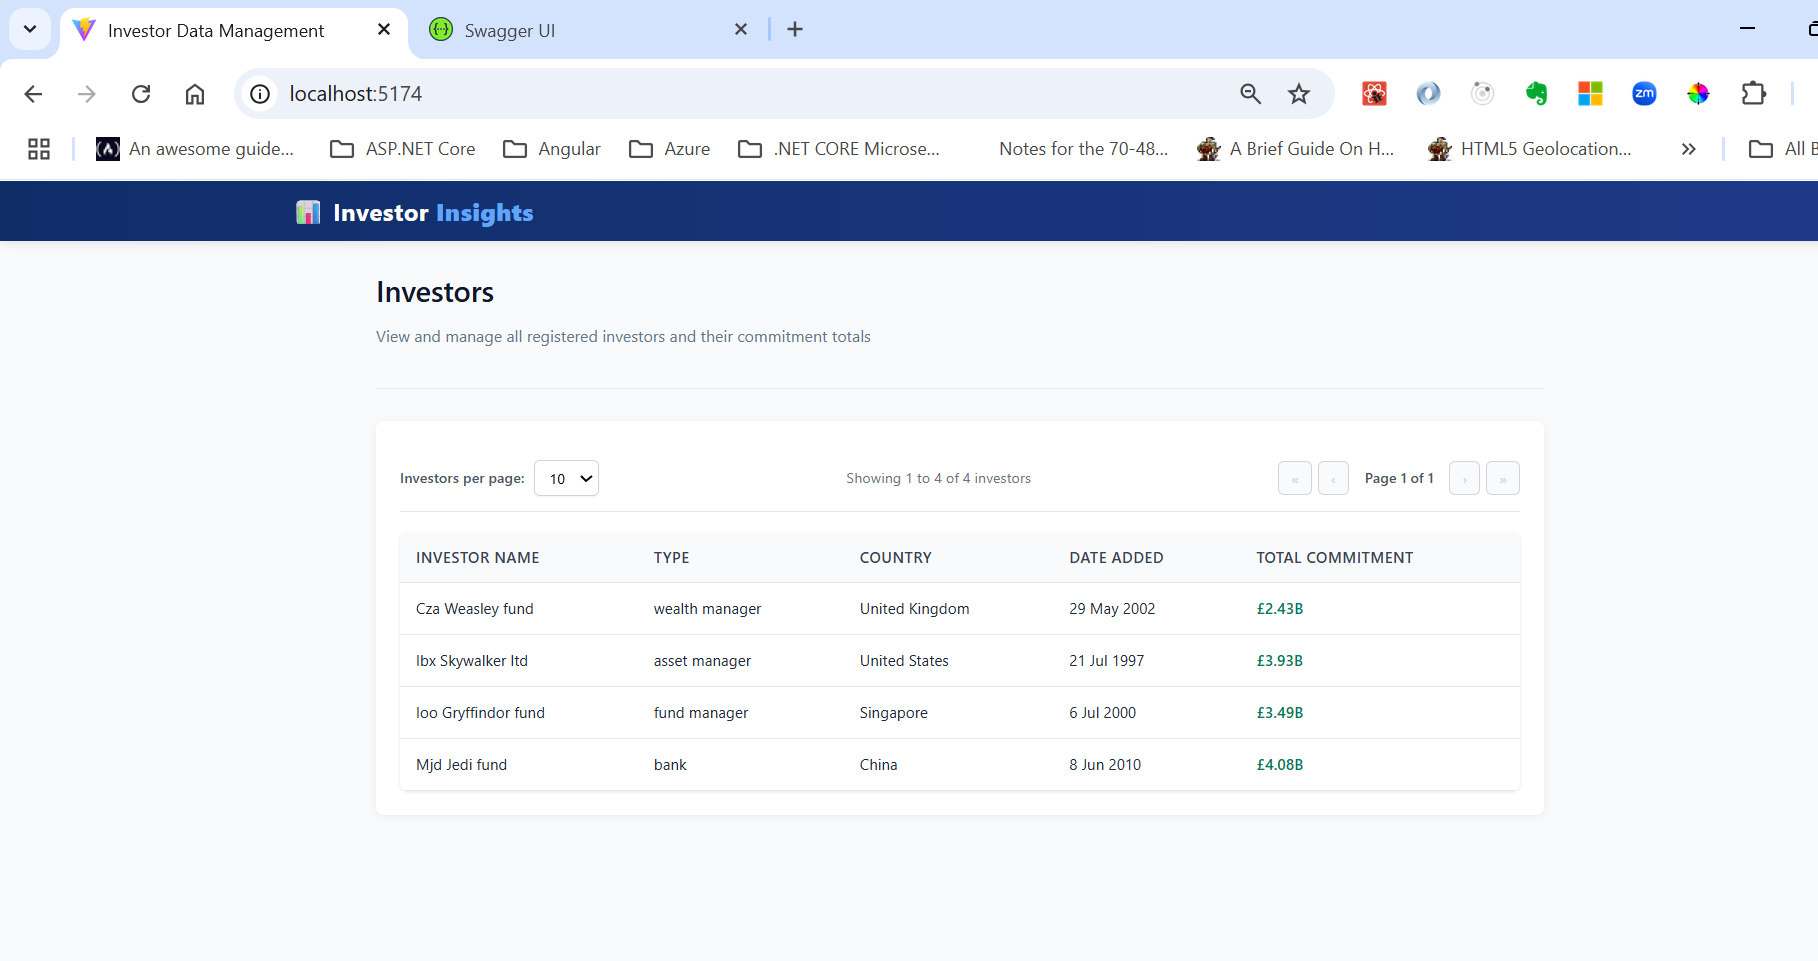 Investor Data Management
Swagger UI
localhost:5174
An awesome guide...
ASP.NET Core
Angular
Azure
.NET CORE Microse...
Notes for the 70-48...
A Brief Guide On H...
HTML5 Geolocation...
All B
zm
Investor Insights
Investors
View and manage all registered investors and their commitment totals
Investors per page: 10
Showing 1 to 4 of 4 investors
« ‹ Page 1 of 1 › »
INVESTOR NAME TYPE COUNTRY DATE ADDED TOTAL COMMITMENT
Cza Weasley fund wealth manager United Kingdom 29 May 2002 £2.43B
Ibx Skywalker ltd asset manager United States 21 Jul 1997 £3.93B
Ioo Gryffindor fund fund manager Singapore 6 Jul 2000 £3.49B
Mjd Jedi fund bank China 8 Jun 2010 £4.08B